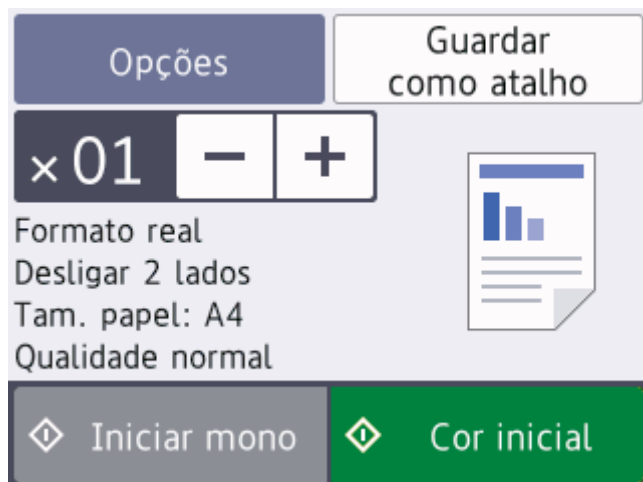 Opções
Guardar
como atalho
×01 − +
Formato real
Desligar 2 lados
Tam. papel: A4
Qualidade normal
Iniciar mono
Cor inicial